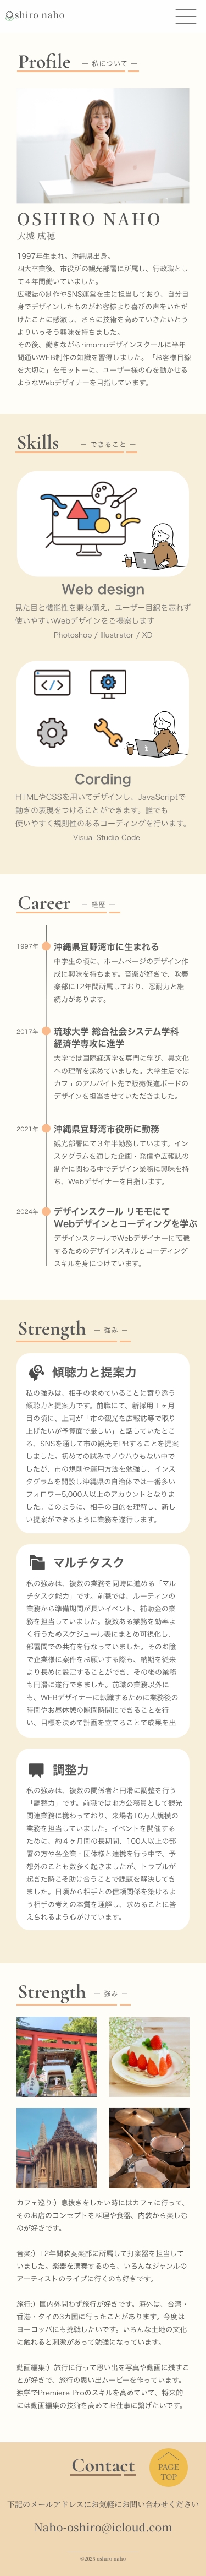 Oshiro naho
Profile
— 私について —
OSHIRO NAHO
大城 成穂
1997年生まれ。沖縄県出身。
四大卒業後、市役所の観光部署に所属し、行政職とし
て４年間働いていました。
広報誌の制作やSNS運営を主に担当しており、自分自
身でデザインしたものがお客様より喜びの声をいただ
けたことに感激し、さらに技術を高めていきたいとう
よりいっそう興味を持ちました。
その後、働きながらrimomoデザインスクールに半年
間通いWEB制作の知識を習得しました。「お客様目線
を大切に」をモットーに、ユーザー様の心を動かせる
ようなWebデザイナーを目指しています。
Skills
— できること —
Web design
見た目と機能性を兼ね備え、ユーザー目線を忘れず
使いやすいWebデザインをご提案します
Photoshop / Illustrator / XD
Cording
HTMLやCSSを用いてデザインし、JavaScriptで
動きの表現をつけることができます。誰でも
使いやすく規則性のあるコーディングを行います。
Visual Studio Code
Career
— 経歴 —
1997年
沖縄県宜野湾市に生まれる
中学生の頃に、ホームページのデザイン作
成に興味を持ちます。音楽が好きで、吹奏
楽部に12年間所属しており、忍耐力と継
続力があります。
2017年
琉球大学 総合社会システム学科
経済学専攻に進学
大学では国際経済学を専門に学び、異文化
への理解を深めていました。大学生活では
カフェのアルバイト先で販売促進ボードの
デザインを担当させていただきました。
2021年
沖縄県宜野湾市役所に勤務
観光部署にて３年半勤務しています。イン
スタグラムを通した企画・発信や広報誌の
制作に関わる中でデザイン業務に興味を持
ち、Webデザイナーを目指します。
2024年
デザインスクール リモモにて
Webデザインとコーディングを学ぶ
デザインスクールでWebデザイナーに転職
するためのデザインスキルとコーディング
スキルを身につけています。
Strength
— 強み —
傾聴力と提案力
私の強みは、相手の求めていることに寄り添う
傾聴力と提案力です。前職にて、新採用１ヶ月
目の頃に、上司が「市の観光を広報誌等で取り
上げたいが予算面で厳しい」と話していたとこ
ろ、SNSを通して市の観光をPRすることを提案
しました。初めての試みでノウハウもない中で
したが、市の規則や運用方法を勉強し、インス
タグラムを開設し沖縄県の自治体では一番多い
フォロワー5,000人以上のアカウントとなりま
した。このように、相手の目的を理解し、新し
い提案ができるように業務を遂行します。
マルチタスク
私の強みは、複数の業務を同時に進める「マル
チタスク能力」です。前職では、ルーティンの
業務から準備期間が長いイベント、補助金の業
務を担当していました。複数ある業務を効率よ
く行うためスケジュール表にまとめ可視化し、
部署間での共有を行なっていました。そのお陰
で企業様に案件をお願いする際も、納期を従来
より長めに設定することができ、その後の業務
も円滑に遂行できました。前職の業務以外に
も、WEBデザイナーに転職するために業務後の
時間やお昼休憩の隙間時間にできることを行
い、目標を決めて計画を立てることで成果を出
調整力
私の強みは、複数の関係者と円滑に調整を行う
「調整力」です。前職では地方公務員として観光
関連業務に携わっており、来場者10万人規模の
業務を担当していました。イベントを開催する
ために、約４ヶ月間の長期間、100人以上の部
署の方や各企業・団体様と連携を行う中で、予
想外のことも数多く起きましたが、トラブルが
起きた時こそ助け合うことで課題を解決してき
ました。日頃から相手との信頼関係を築けるよ
う相手の考えの本質を理解し、求めることに答
えられるよう心がけています。
Strength
— 強み —
カフェ巡り:）息抜きをしたい時にはカフェに行って、
そのお店のコンセプトを料理や食器、内装から楽しむ
のが好きです。
音楽:）12年間吹奏楽部に所属して打楽器を担当して
いました。楽器を演奏するのも、いろんなジャンルの
アーティストのライブに行くのも好きです。
旅行:）国内外問わず旅行が好きです。海外は、台湾・
香港・タイの3カ国に行ったことがあります。今度は
ヨーロッパにも挑戦したいです。いろんな土地の文化
に触れると刺激があって勉強になっています。
動画編集:）旅行に行って思い出を写真や動画に残すこ
とが好きで、旅行の思い出ムービーを作っています。
独学でPremiere Proのスキルを高めていて、将来的
には動画編集の技術を高めてお仕事に繋げたいです。
Contact
PAGE
TOP
下記のメールアドレスにお気軽にお問い合わせください
Naho-oshiro@icloud.com
©2025 oshiro naho